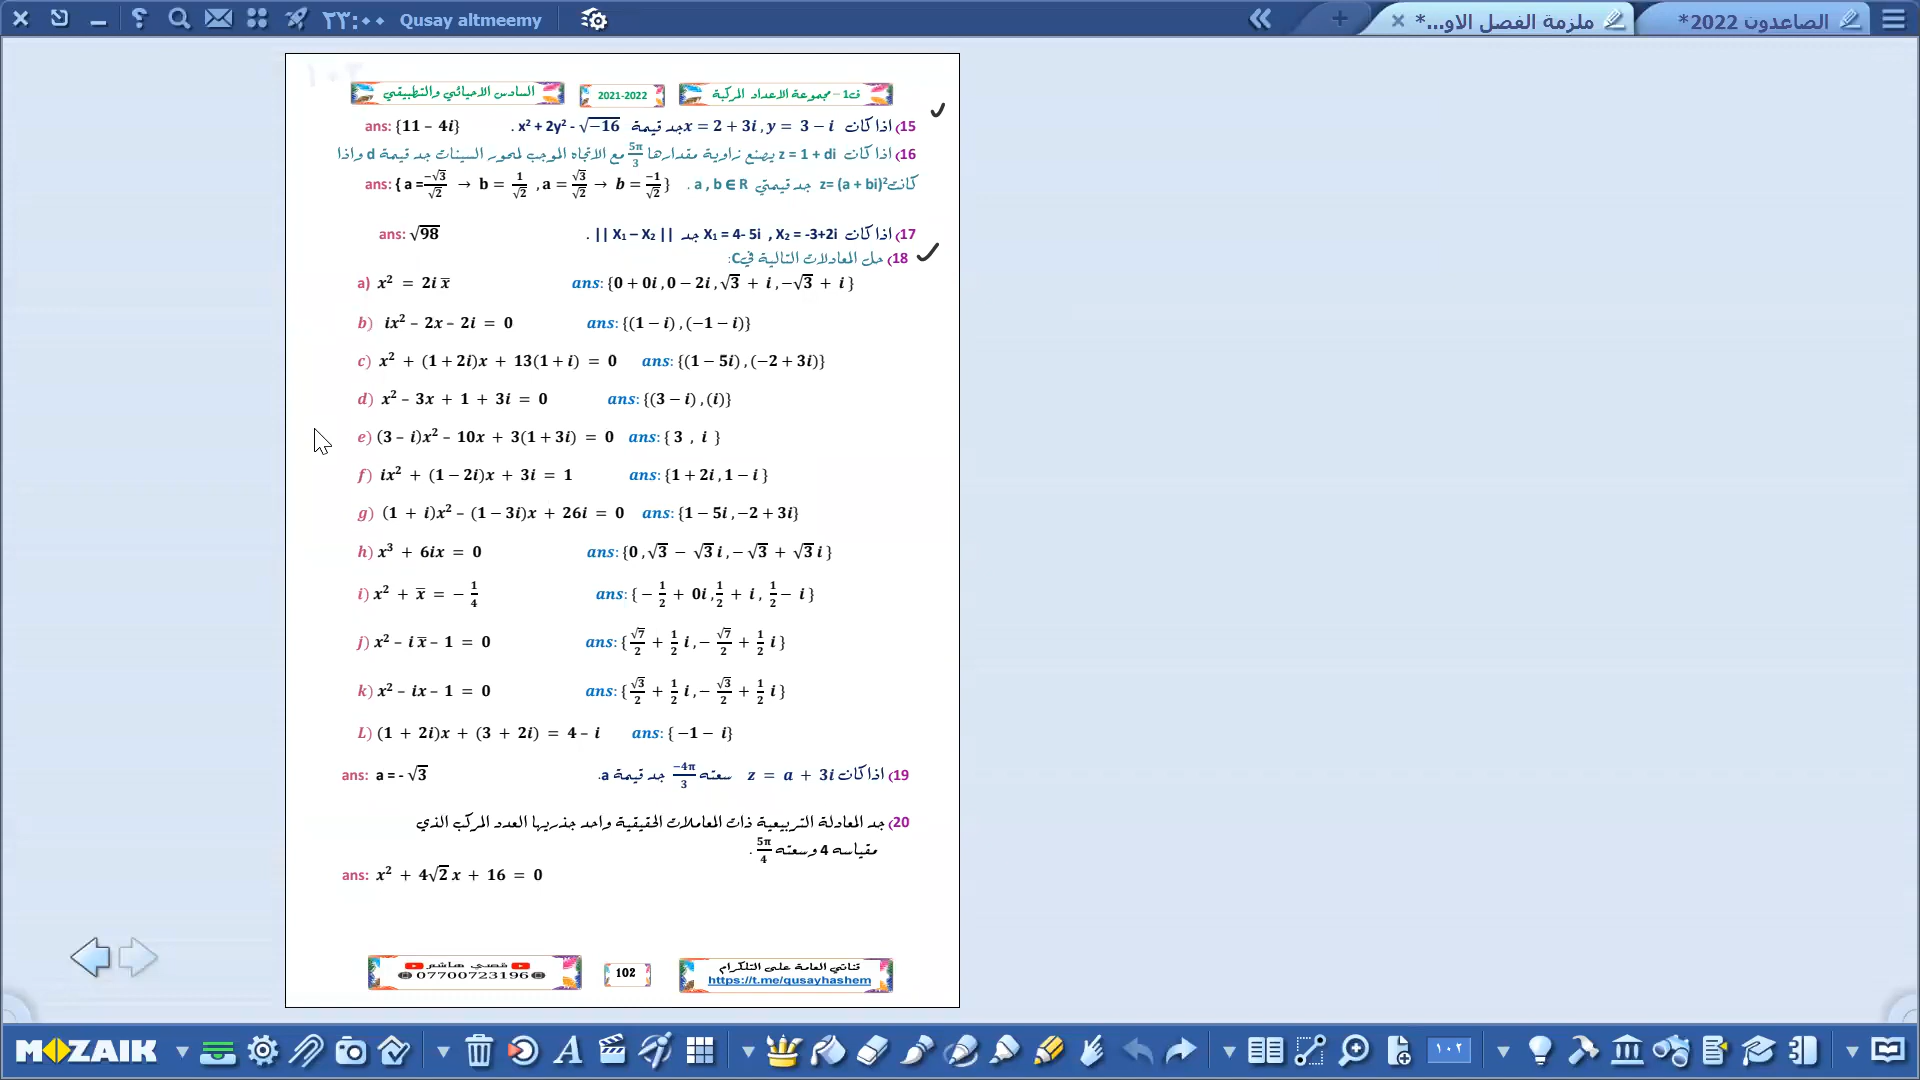 الصاعدون 2022*
ملزمة الفصل الاو...*
Qusay altmeemy ٢٣:٠٠
ف1 – مجموعة الاعداد المركبة
2021-2022
السادس الاحيائي والتطبيقي
15) اذا كان x = 2 + 3i , y = 3 – i جد قيمة x² + 2y² - √−16 . ans: {11 – 4i}
16) اذا كان z = 1 + di يصنع زاوية مقدارها 5π/3 مع الاتجاه الموجب لمحور السينات جد قيمة d واذا
كانت z= (a + bi)² جد قيمتي a , b ∈ R . ans: { a =−√3/√2 → b = 1/√2 , a = √3/√2 → b = −1/√2 }
17) اذا كان X₁ = 4- 5i , X₂ = -3+2i جد || X₁ – X₂ || . ans: √98
18) حل المعادلات التالية في C:
a) x² = 2i x̅ ans: {0 + 0i ,0 − 2i ,√3 + i ,−√3 + i }
b) ix² – 2x – 2i = 0 ans: {(1 − i) ,(−1 − i)}
c) x² + (1 + 2i)x + 13(1 + i) = 0 ans: {(1 − 5i) ,(−2 + 3i)}
d) x² – 3x + 1 + 3i = 0 ans: {(3 − i) ,(i)}
e) (3 – i)x² – 10x + 3(1 + 3i) = 0 ans: { 3 , i }
f) ix² + (1 – 2i)x + 3i = 1 ans: {1 + 2i ,1 − i }
g) (1 + i)x² – (1 – 3i)x + 26i = 0 ans: {1 − 5i ,−2 + 3i}
h) x³ + 6ix = 0 ans: {0 ,√3 − √3 i ,−√3 + √3 i }
i) x² + x̅ = − 1/4 ans: { − 1/2 + 0i ,1/2 + i , 1/2 − i }
j) x² – i x̅ – 1 = 0 ans: { √7/2 + 1/2 i ,− √7/2 + 1/2 i }
k) x² – ix – 1 = 0 ans: { √3/2 + 1/2 i ,− √3/2 + 1/2 i }
L) (1 + 2i)x + (3 + 2i) = 4 – i ans: { −1 − i}
19) اذا كان z = a + 3i سعته −4π/3 جد قيمة a. ans: a = - √3
20) جد المعادلة التربيعية ذات المعاملات الحقيقية واحد جذريها العدد المركب الذي
مقياسه 4 وسعته 5π/4 .
ans: x² + 4√2 x + 16 = 0
قناتي العامة على التلكرام
https://t.me/qusayhashem
102
قصي هاشم
07700723196
MOZAIK
١٠٢